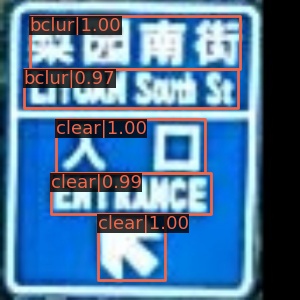 bclur|1.00
园南街
bclur|0.97
South St
clear|1.00
入口
clear|0.99
ENTRANCE
clear|1.00